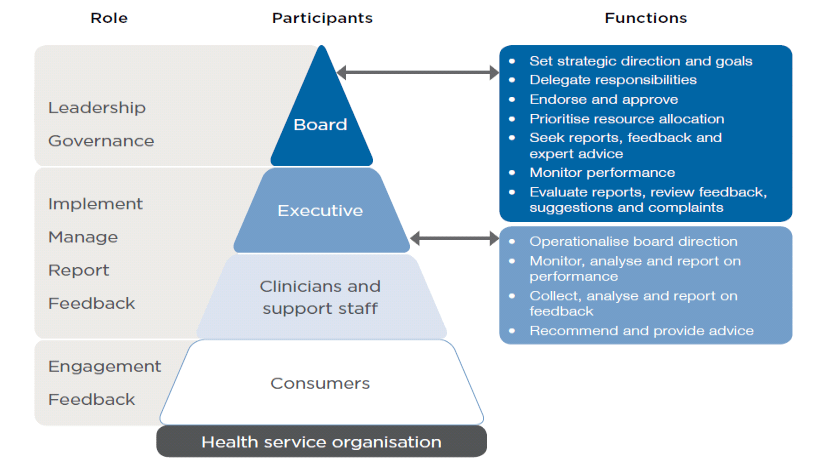 Role
Participants
Functions
Leadership
Governance
Implement
Manage
Report
Feedback
Engagement
Feedback
Board
Executive
Clinicians and
support staff
Consumers
Health service organisation
• Set strategic direction and goals
• Delegate responsibilities
• Endorse and approve
• Prioritise resource allocation
• Seek reports, feedback and
expert advice
• Monitor performance
• Evaluate reports, review feedback,
suggestions and complaints
• Operationalise board direction
• Monitor, analyse and report on
performance
• Collect, analyse and report on
feedback
• Recommend and provide advice